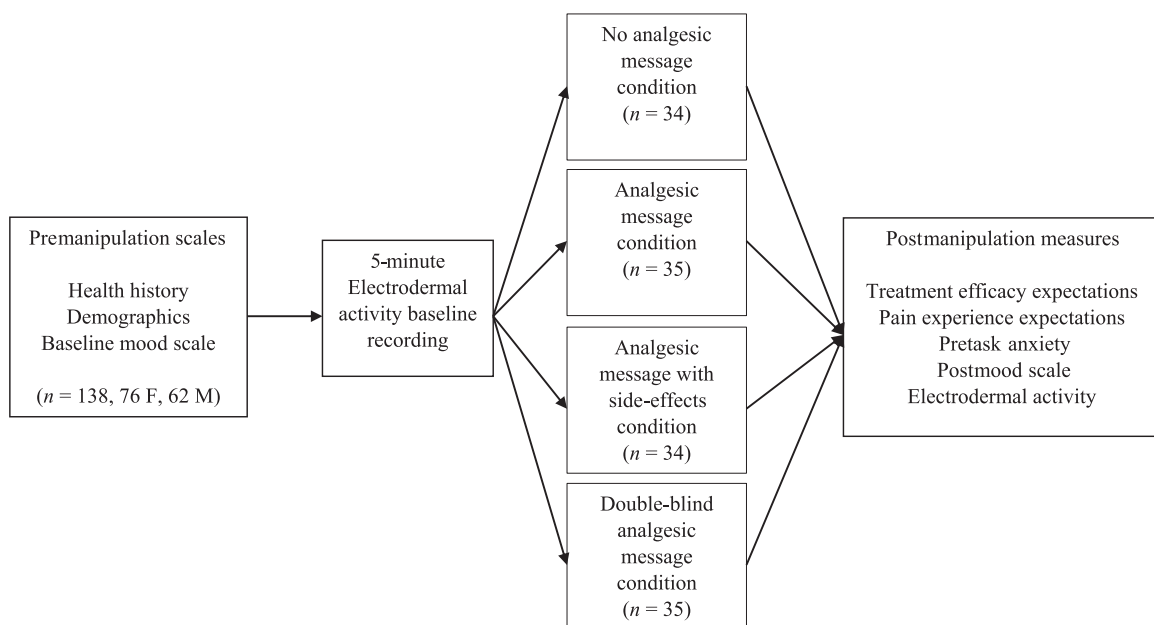 Premanipulation scales
Health history
Demographics
Baseline mood scale
(n = 138, 76 F, 62 M)
5-minute
Electrodermal
activity baseline
recording
No analgesic
message
condition
(n = 34)
Analgesic
message
condition
(n = 35)
Analgesic
message with
side-effects
condition
(n = 34)
Double-blind
analgesic
message
condition
(n = 35)
Postmanipulation measures
Treatment efficacy expectations
Pain experience expectations
Pretask anxiety
Postmood scale
Electrodermal activity